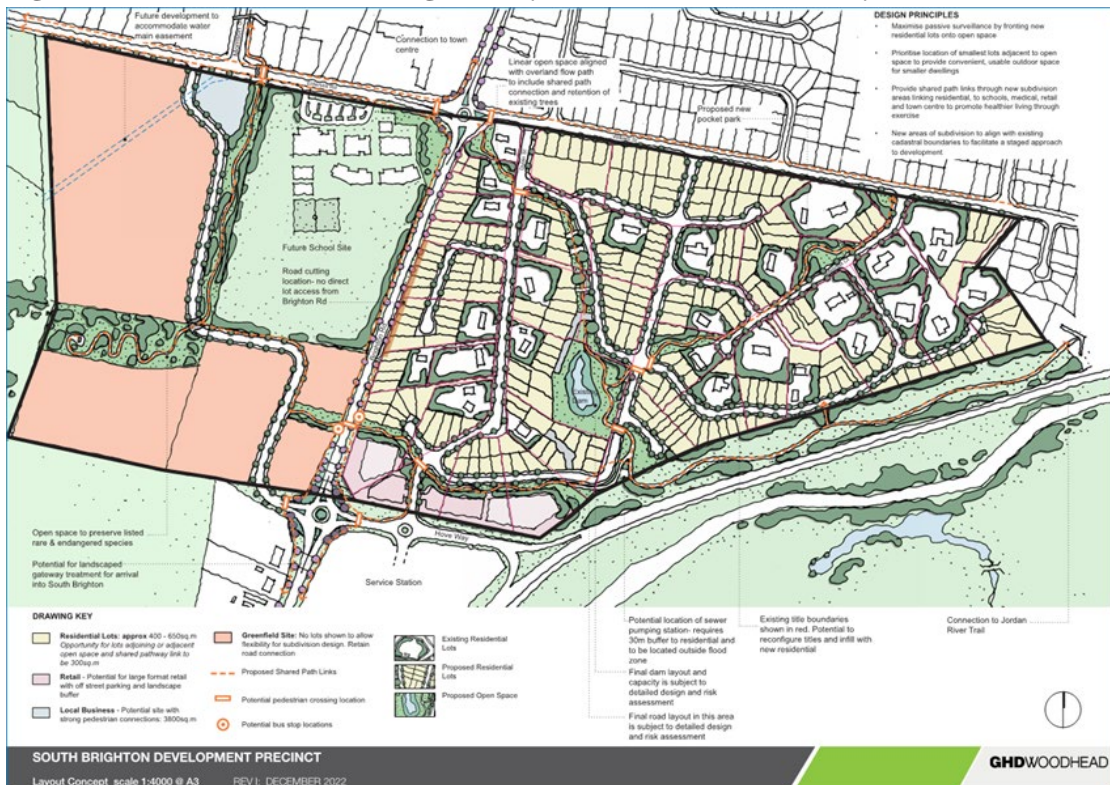 Future development to
accommodate water
main easement
Connection to town
centre
Linear open space aligned
with overland flow path
to include shared path
connection and retention of
existing trees
Proposed new
pocket park
DESIGN PRINCIPLES
• Maximise passive surveillance by fronting new
residential lots onto open space
• Prioritise location of smallest lots adjacent to open
space to provide convenient, usable outdoor space
for smaller dwellings
• Provide shared path links through new subdivision
areas linking residential, to schools, medical, retail
and town centre to promote healthier living through
exercise
• New areas of subdivision to align with existing
cadastral boundaries to facilitate a staged approach
to development
Future School Site
Road cutting
location- no direct
lot access from
Brighton Rd
Existing
Dam
Open space to preserve listed
rare & endangered species
Potential for landscaped
gateway treatment for arrival
into South Brighton
Hove Way
Service Station
DRAWING KEY
Residential Lots: approx 400 - 650sq.m
Opportunity for lots adjoining or adjacent
open space and shared pathway link to
be 300sq.m
Retail - Potential for large format retail
with off street parking and landscape
buffer
Local Business - Potential site with
strong pedestrian connections: 3800sq.m
Greenfield Site: No lots shown to allow
flexibility for subdivision design. Retain
road connection
Proposed Shared Path Links
Potential pedestrian crossing location
Potential bus stop locations
Existing Residential
Lots
Proposed Residential
Lots
Proposed Open Space
Potential location of sewer
pumping station- requires
30m buffer to residential and
to be located outside flood
zone
Final dam layout and
capacity is subject to
detailed design and risk
assessment
Final road layout in this area
is subject to detailed design
and risk assessment
Existing title boundaries
shown in red. Potential to
reconfigure titles and infill with
new residential
Connection to Jordan
River Trail
SOUTH BRIGHTON DEVELOPMENT PRECINCT
Layout Concept scale 1:4000 @ A3 REV I: DECEMBER 2022
GHDWOODHEAD